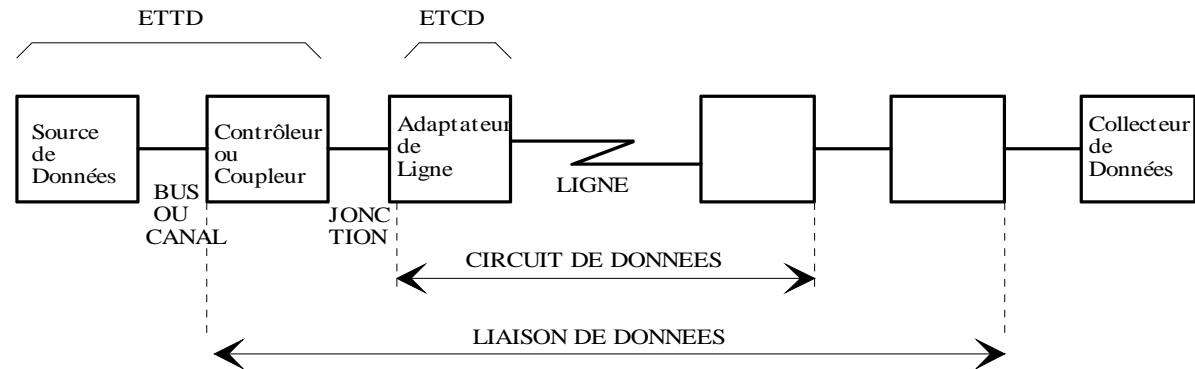 ETTD
ETCD
Source
de
Données
BUS
OU
CANAL
Contrôleur
ou
Coupleur
JONC
TION
Adaptateur
de
Ligne
LIGNE
Collecteur
de
Données
CIRCUIT DE DONNEES
LIAISON DE DONNEES